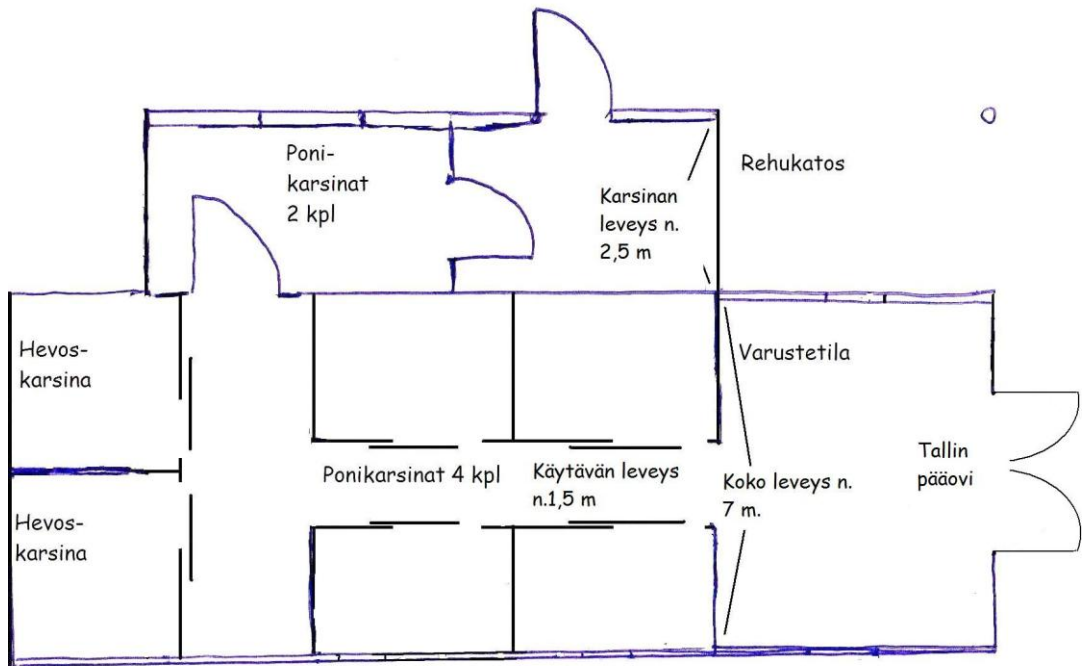 Poni-
karsinat
2 kpl
Karsinan
leveys n.
2,5 m
Rehukatos
Hevos-
karsina
Varustetila
Ponikarsinat 4 kpl
Käytävän leveys
n.1,5 m
Koko leveys n.
7 m.
Tallin
pääovi
Hevos-
karsina